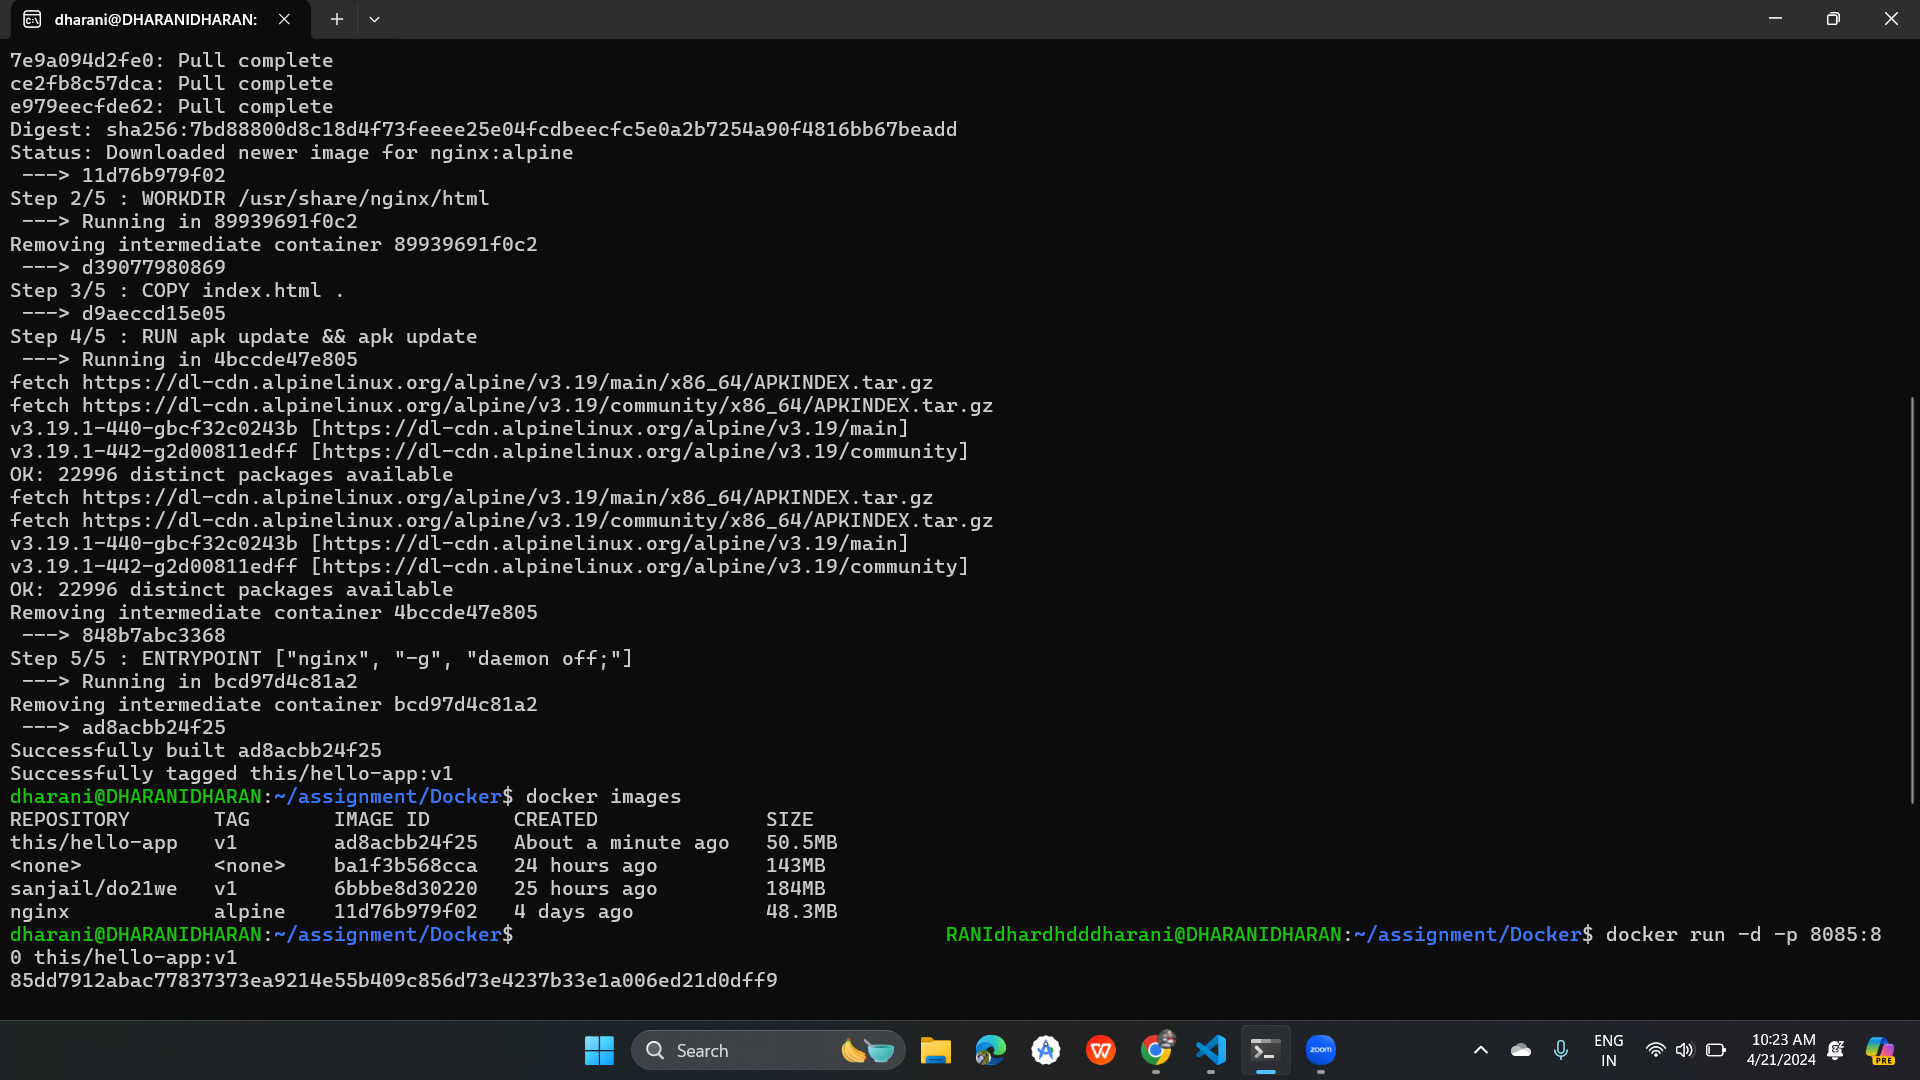 dharani@DHARANIDHARAN:
7e9a094d2fe0: Pull complete
ce2fb8c57dca: Pull complete
e979eecfde62: Pull complete
Digest: sha256:7bd88800d8c18d4f73feeee25e04fcdbeecfc5e0a2b7254a90f4816bb67beadd
Status: Downloaded newer image for nginx:alpine
 ---> 11d76b979f02
Step 2/5 : WORKDIR /usr/share/nginx/html
 ---> Running in 89939691f0c2
Removing intermediate container 89939691f0c2
 ---> d39077980869
Step 3/5 : COPY index.html .
 ---> d9aeccd15e05
Step 4/5 : RUN apk update && apk update
 ---> Running in 4bccde47e805
fetch https://dl-cdn.alpinelinux.org/alpine/v3.19/main/x86_64/APKINDEX.tar.gz
fetch https://dl-cdn.alpinelinux.org/alpine/v3.19/community/x86_64/APKINDEX.tar.gz
v3.19.1-440-gbcf32c0243b [https://dl-cdn.alpinelinux.org/alpine/v3.19/main]
v3.19.1-442-g2d00811edff [https://dl-cdn.alpinelinux.org/alpine/v3.19/community]
OK: 22996 distinct packages available
fetch https://dl-cdn.alpinelinux.org/alpine/v3.19/main/x86_64/APKINDEX.tar.gz
fetch https://dl-cdn.alpinelinux.org/alpine/v3.19/community/x86_64/APKINDEX.tar.gz
v3.19.1-440-gbcf32c0243b [https://dl-cdn.alpinelinux.org/alpine/v3.19/main]
v3.19.1-442-g2d00811edff [https://dl-cdn.alpinelinux.org/alpine/v3.19/community]
OK: 22996 distinct packages available
Removing intermediate container 4bccde47e805
 ---> 848b7abc3368
Step 5/5 : ENTRYPOINT ["nginx", "-g", "daemon off;"]
 ---> Running in bcd97d4c81a2
Removing intermediate container bcd97d4c81a2
 ---> ad8acbb24f25
Successfully built ad8acbb24f25
Successfully tagged this/hello-app:v1
dharani@DHARANIDHARAN:~/assignment/Docker$ docker images
REPOSITORY       TAG       IMAGE ID       CREATED              SIZE
this/hello-app   v1        ad8acbb24f25   About a minute ago   50.5MB
<none>           <none>    ba1f3b568cca   24 hours ago         143MB
sanjail/do21we   v1        6bbbe8d30220   25 hours ago         184MB
nginx            alpine    11d76b979f02   4 days ago           48.3MB
dharani@DHARANIDHARAN:~/assignment/Docker$                                    RANIdhardhdddharani@DHARANIDHARAN:~/assignment/Docker$ docker run -d -p 8085:8
0 this/hello-app:v1
85dd7912abac77837373ea9214e55b409c856d73e4237b33e1a006ed21d0dff9
Search
zoom
ENG
IN
10:23 AM
4/21/2024
PRE